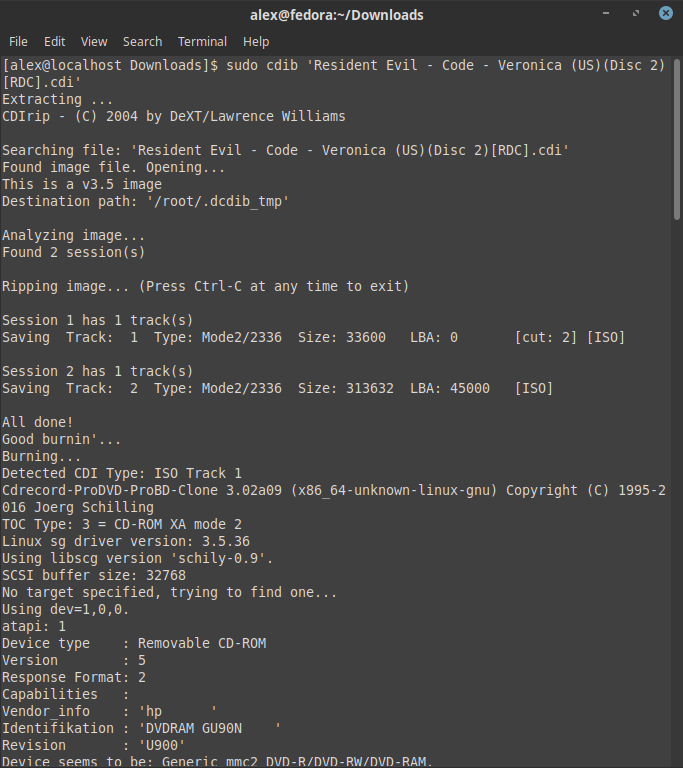 alex@fedora:~/Downloads
File Edit View Search Terminal Help
[alex@localhost Downloads]$ sudo cdib 'Resident Evil - Code - Veronica (US)(Disc 2)
[RDC].cdi'
Extracting ...
CDIrip - (C) 2004 by DeXT/Lawrence Williams
Searching file: 'Resident Evil - Code - Veronica (US)(Disc 2)[RDC].cdi'
Found image file. Opening...
This is a v3.5 image
Destination path: '/root/.dcdib_tmp'
Analyzing image...
Found 2 session(s)
Ripping image... (Press Ctrl-C at any time to exit)
Session 1 has 1 track(s)
Saving  Track:  1  Type: Mode2/2336  Size: 33600   LBA: 0       [cut: 2] [ISO]
Session 2 has 1 track(s)
Saving  Track:  2  Type: Mode2/2336  Size: 313632  LBA: 45000   [ISO]
All done!
Good burnin'...
Burning...
Detected CDI Type: ISO Track 1
Cdrecord-ProDVD-ProBD-Clone 3.02a09 (x86_64-unknown-linux-gnu) Copyright (C) 1995-2
016 Joerg Schilling
TOC Type: 3 = CD-ROM XA mode 2
Linux sg driver version: 3.5.36
Using libscg version 'schily-0.9'.
SCSI buffer size: 32768
No target specified, trying to find one...
Using dev=1,0,0.
atapi: 1
Device type    : Removable CD-ROM
Version        : 5
Response Format: 2
Capabilities   :
Vendor_info    : 'hp      '
Identifikation : 'DVDRAM GU90N    '
Revision       : 'U900'
Device seems to be: Generic mmc2 DVD-R/DVD-RW/DVD-RAM.